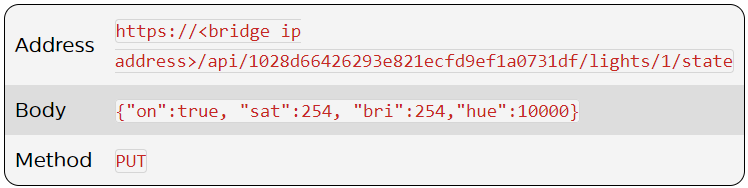 Address
https://<bridge ip
address>/api/1028d66426293e821ecfd9ef1a0731df/lights/1/state
Body
{"on":true, "sat":254, "bri":254,"hue":10000}
Method
PUT